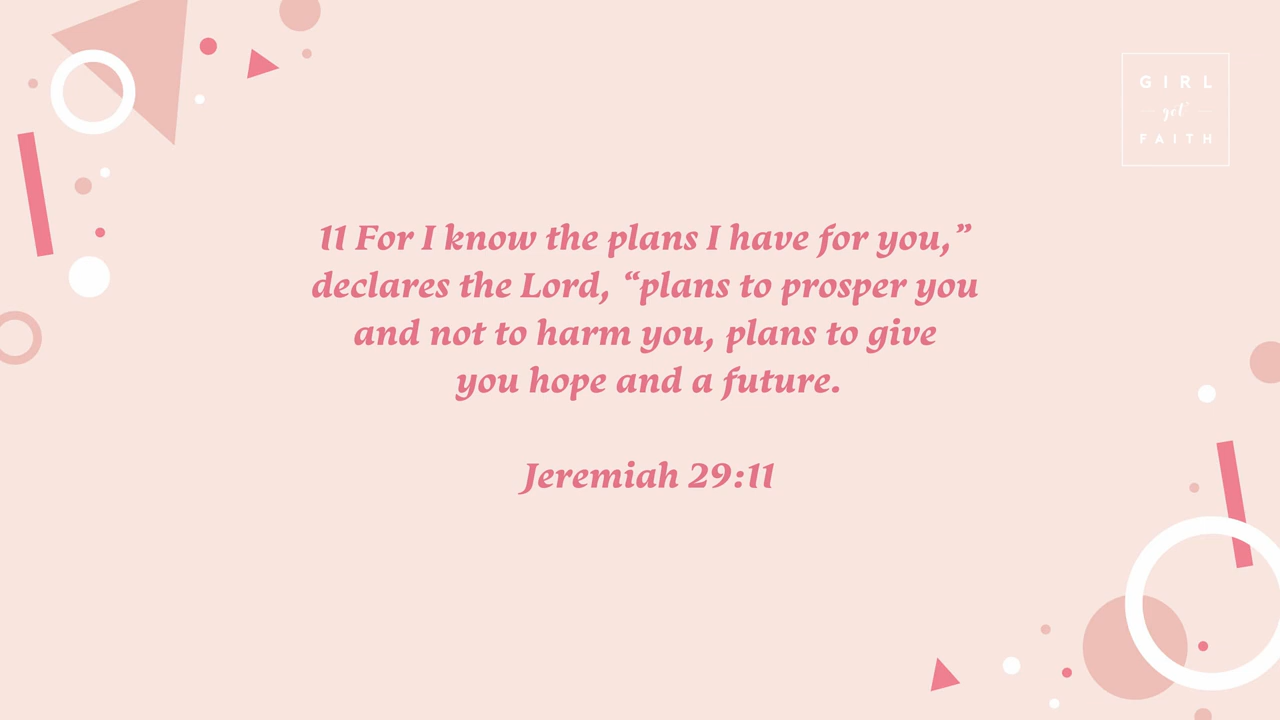 GIRL
got
FAITH
11 For I know the plans I have for you,”
declares the Lord, “plans to prosper you
and not to harm you, plans to give
you hope and a future.
Jeremiah 29:11